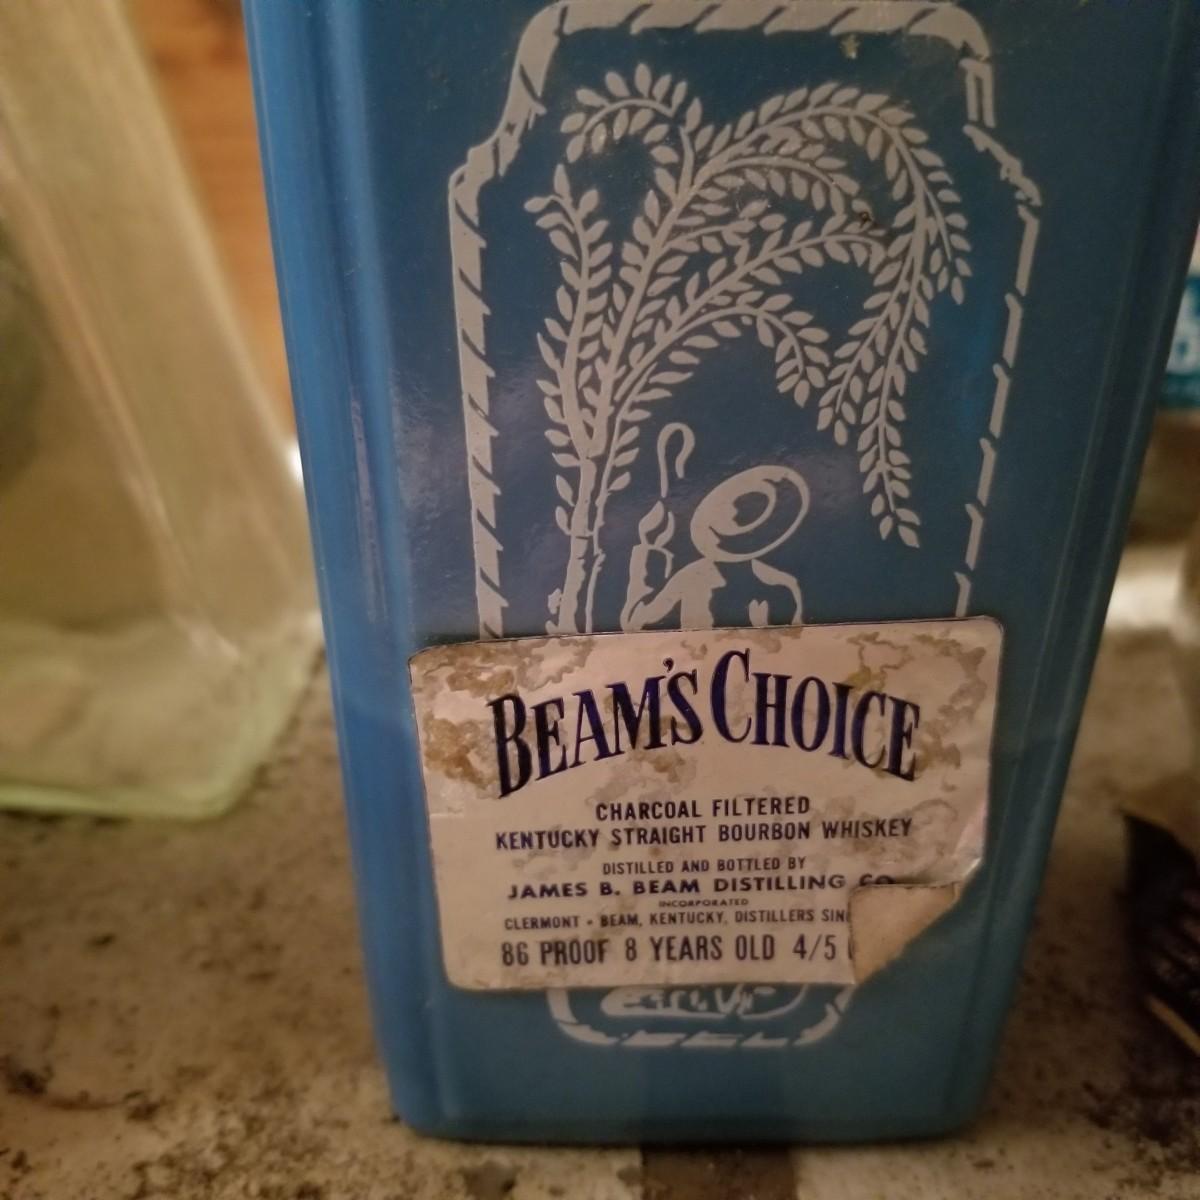 BEAM'S CHOICE
CHARCOAL FILTERED
KENTUCKY STRAIGHT BOURBON WHISKEY
DISTILLED AND BOTTLED BY
JAMES B. BEAM DISTILLING CO
INCORPORATED
CLERMONT - BEAM, KENTUCKY, DISTILLERS SIN
86 PROOF 8 YEARS OLD 4/5